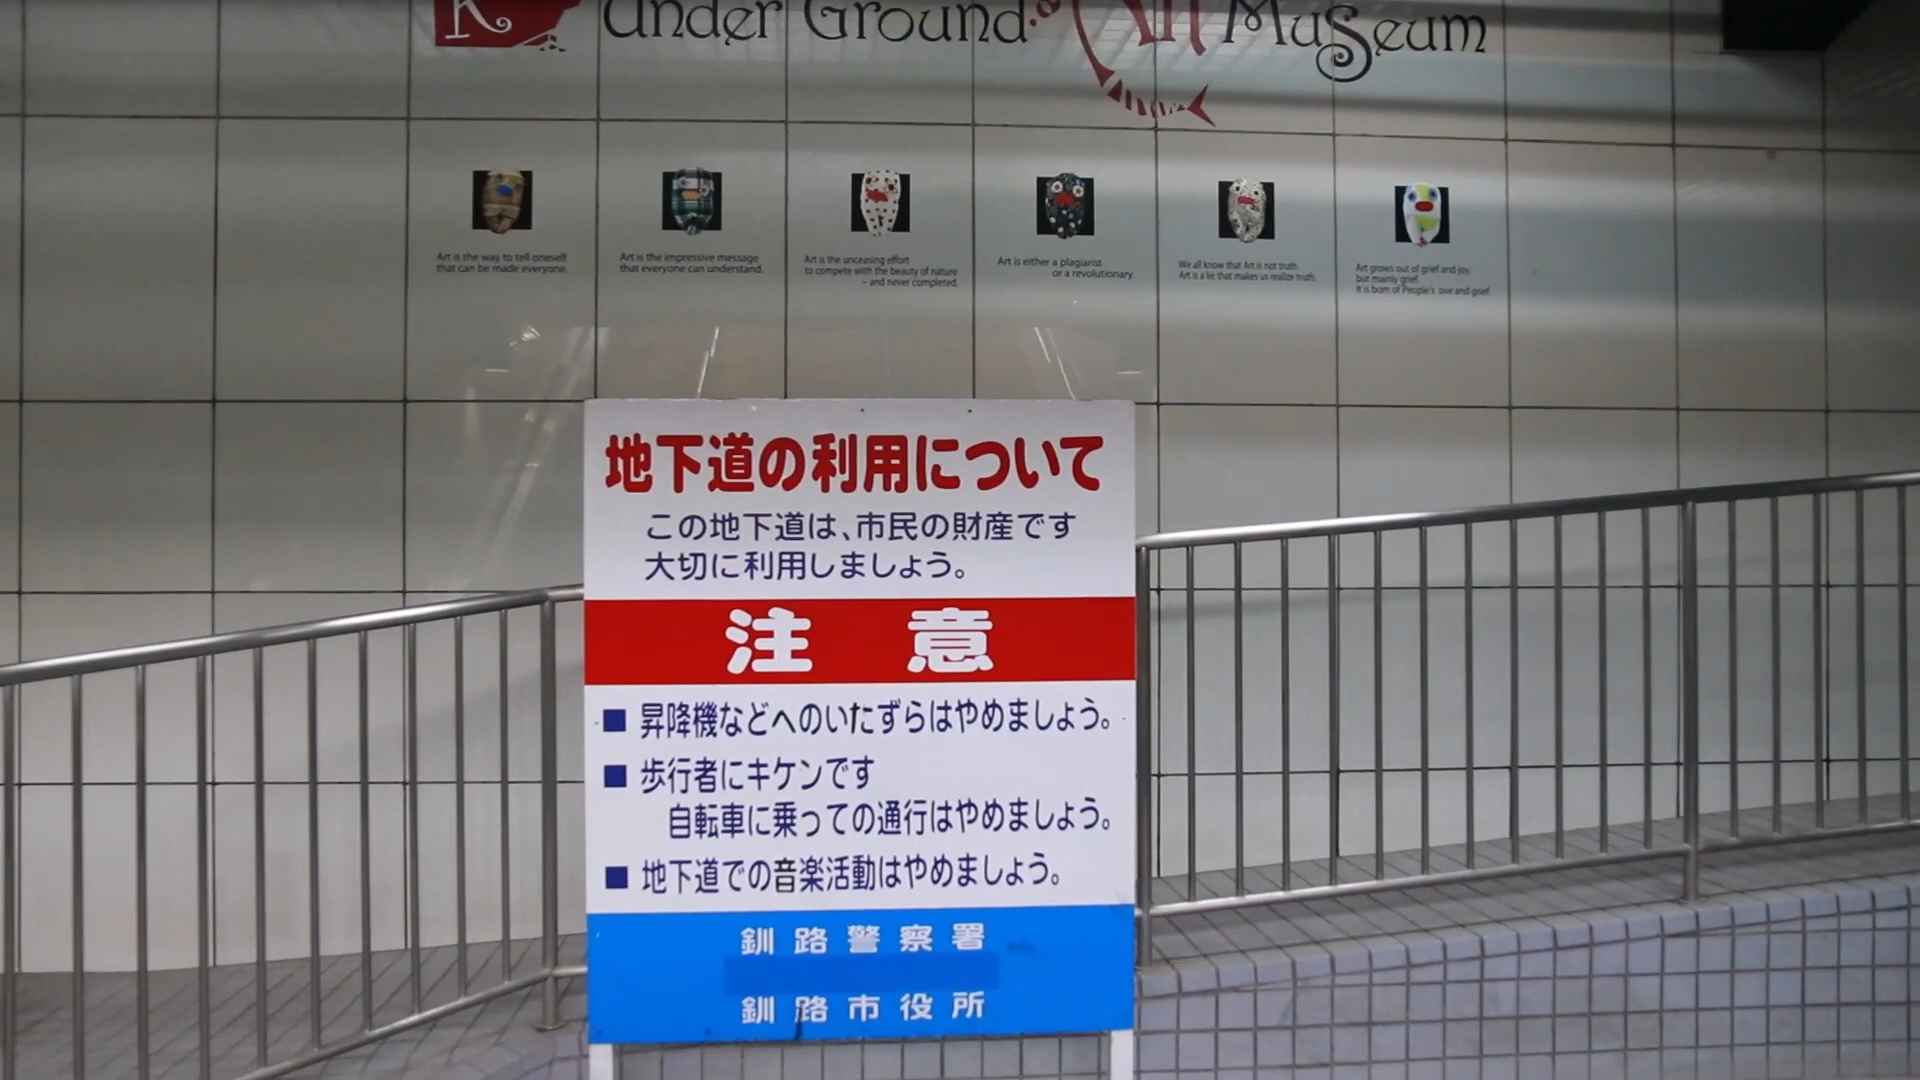 K Under Ground Art Museum
Art is the way to tell oneself
that can be made everyone.
Art is the impressive message
that everyone can understand.
Art is the unceasing effort
to compete with the beauty of nature
- and never completed.
Art is either a plagiarist
or a revolutionary.
We all know that Art is not truth.
Art is a lie that makes us realize truth.
Art grows out of grief and joy,
but mainly grief.
It is born of People's ove and grief.
地下道の利用について
この地下道は、市民の財産です
大切に利用しましょう。
注意
■ 昇降機などへのいたずらはやめましょう。
■ 歩行者にキケンです
自転車に乗っての通行はやめましょう。
■ 地下道での音楽活動はやめましょう。
釧路警察署
釧路市役所